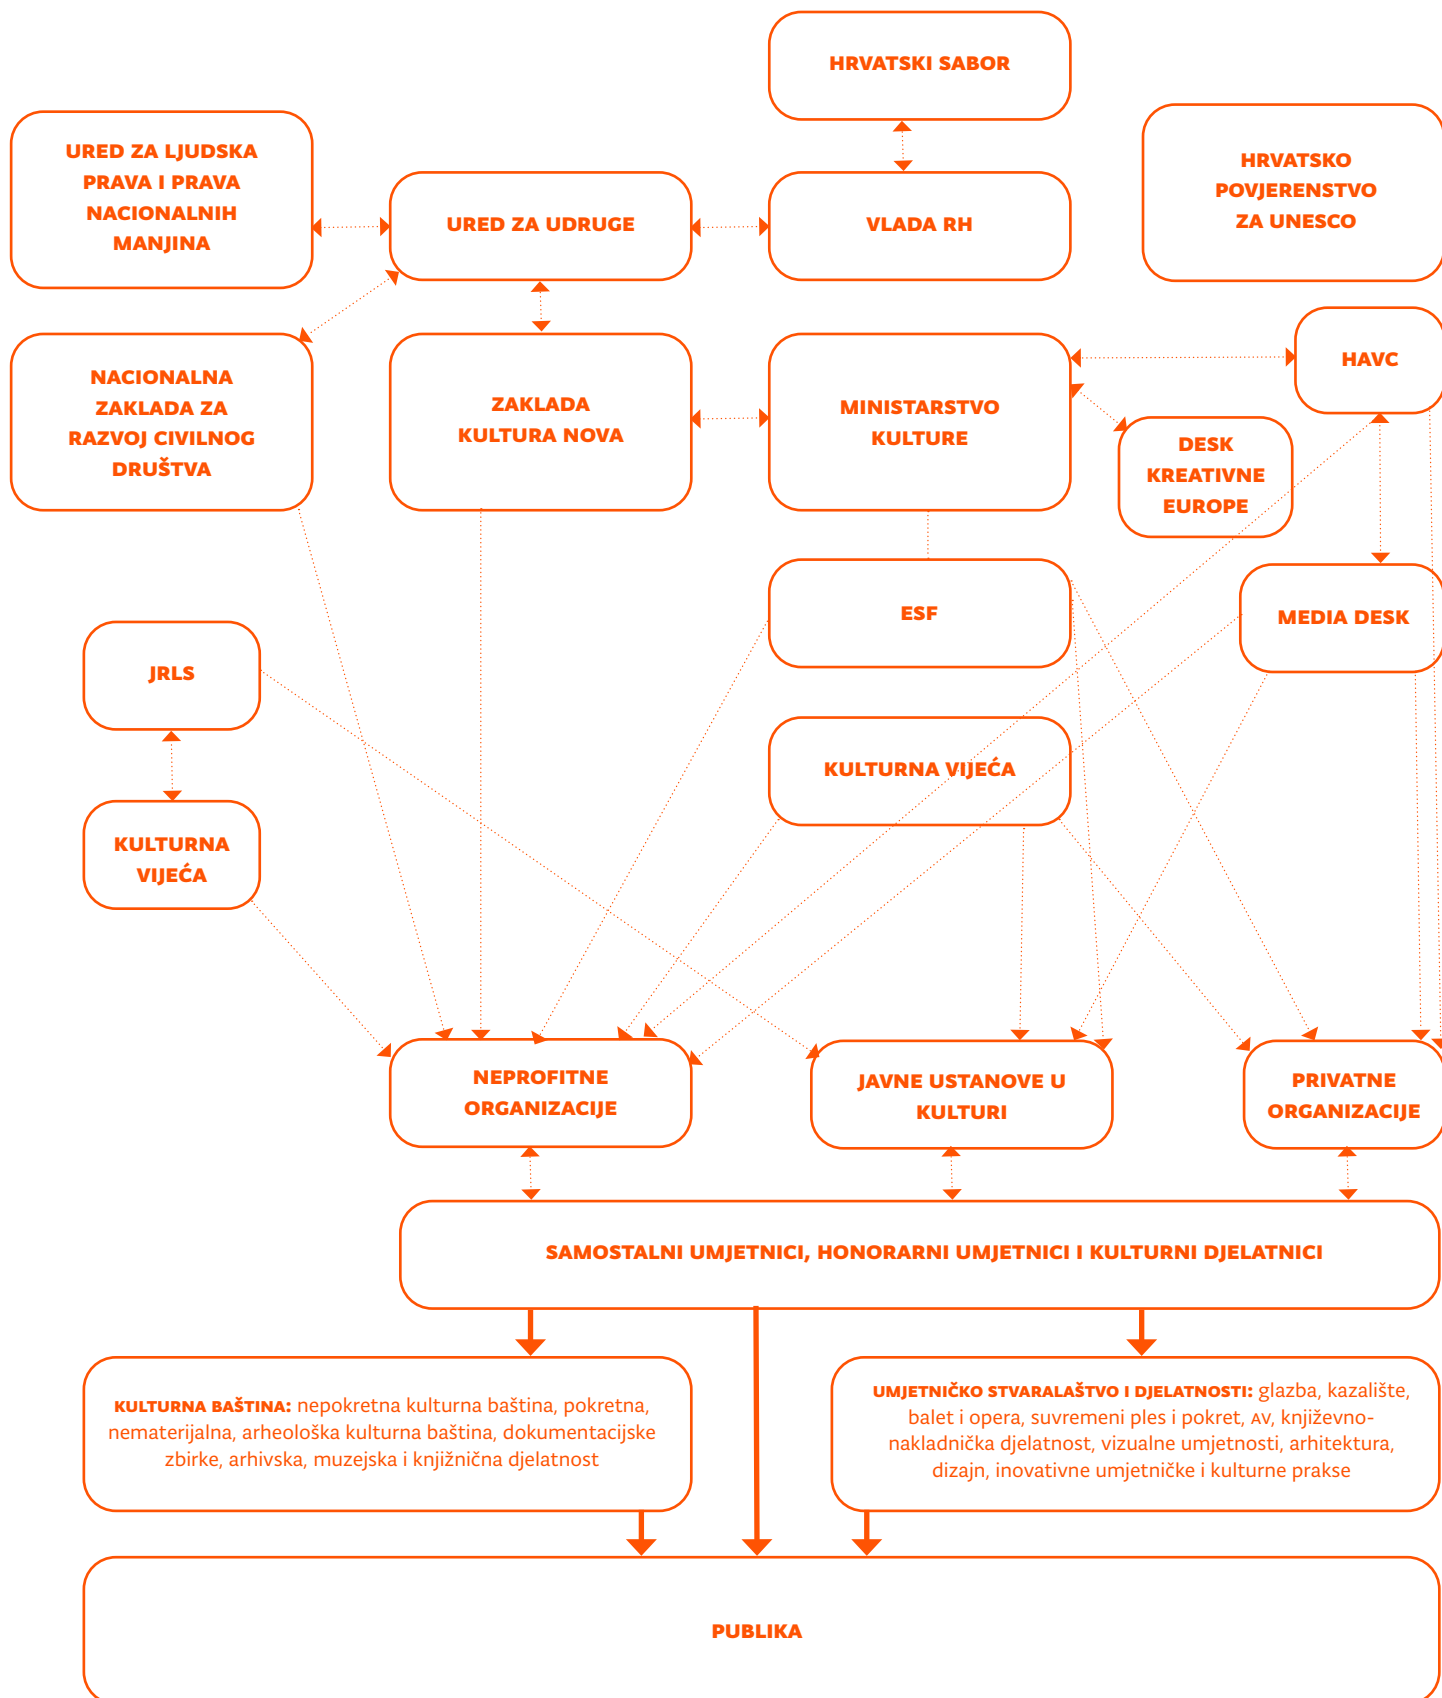 HRVATSKI SABOR
URED ZA LJUDSKA
PRAVA I PRAVA
NACIONALNIH
MANJINA
URED ZA UDRUGE
VLADA RH
HRVATSKO
POVJERENSTVO
ZA UNESCO
NACIONALNA
ZAKLADA ZA
RAZVOJ CIVILNOG
DRUŠTVA
ZAKLADA
KULTURA NOVA
MINISTARSTVO
KULTURE
HAVC
DESK
KREATIVNE
EUROPE
ESF
MEDIA DESK
JRLS
KULTURNA VIJEĆA
KULTURNA
VIJEĆA
NEPROFITNE
ORGANIZACIJE
JAVNE USTANOVE U
KULTURI
PRIVATNE
ORGANIZACIJE
SAMOSTALNI UMJETNICI, HONORARNI UMJETNICI I KULTURNI DJELATNICI
KULTURNA BAŠTINA: nepokretna kulturna baština, pokretna,
nematerijalna, arheološka kulturna baština, dokumentacijske
zbirke, arhivska, muzejska i knjižnična djelatnost
UMJETNIČKO STVARALAŠTVO I DJELATNOSTI: glazba, kazalište,
balet i opera, suvremeni ples i pokret, AV, književno-
nakladnička djelatnost, vizualne umjetnosti, arhitektura,
dizajn, inovativne umjetničke i kulturne prakse
PUBLIKA